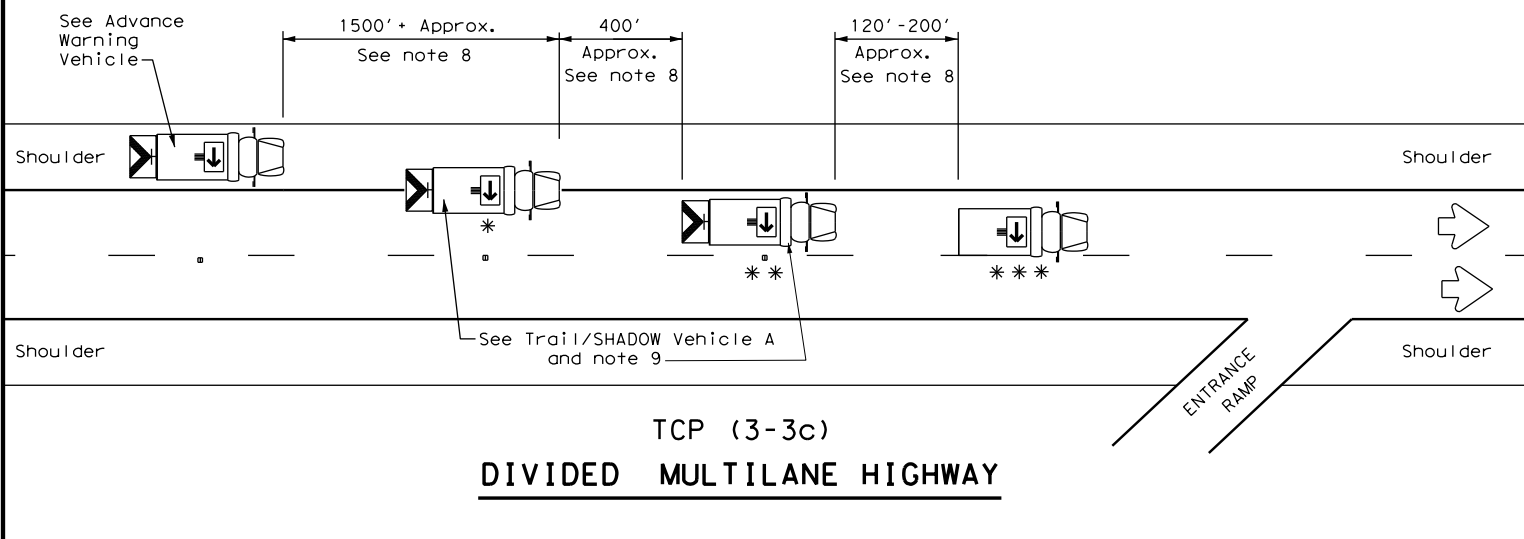 See Advance
Warning
Vehicle
1500'+ Approx.
See note 8
400'
Approx.
See note 8
120'-200'
Approx.
See note 8
Shoulder
Shoulder
*
* *
* * *
See Trail/SHADOW Vehicle A
and note 9
Shoulder
Shoulder
ENTRANCE
RAMP
TCP (3-3c)
DIVIDED MULTILANE HIGHWAY